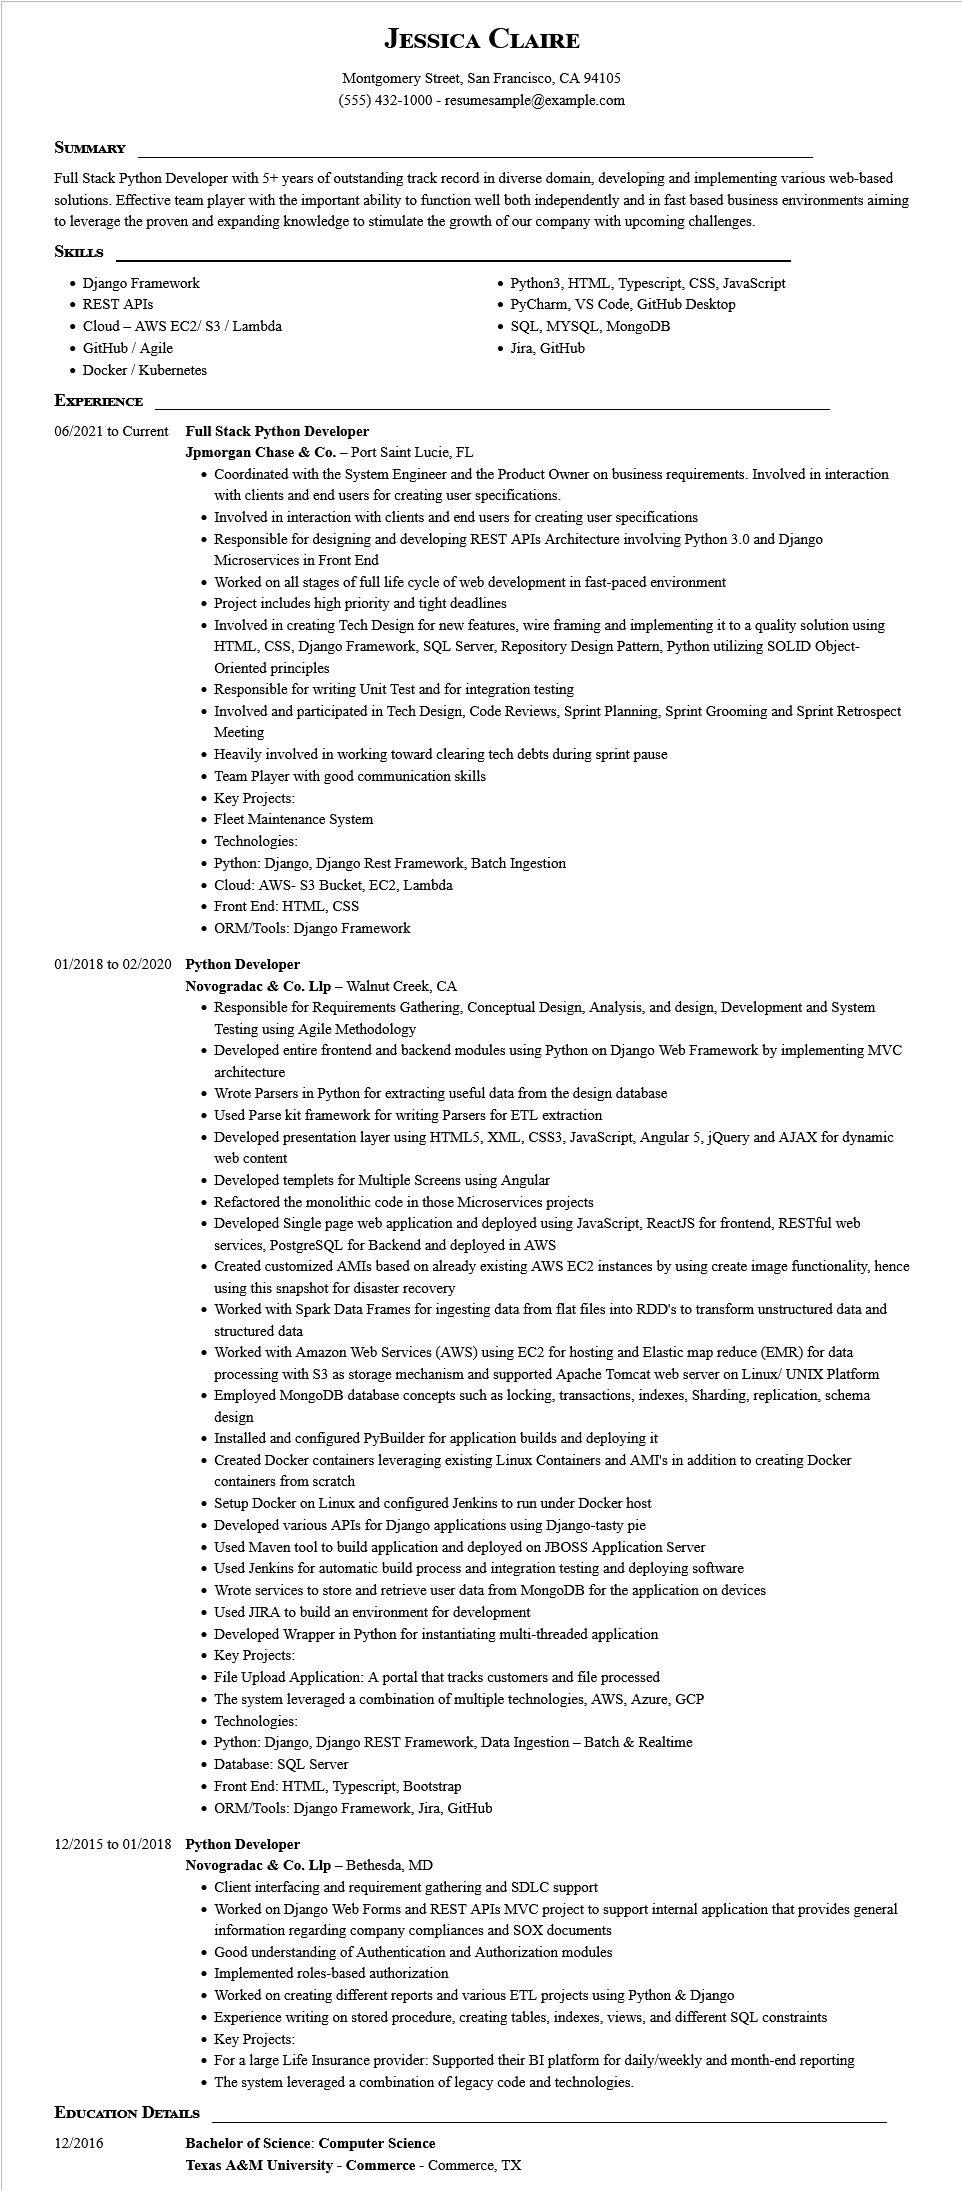 Jessica Claire
Montgomery Street, San Francisco, CA 94105
(555) 432-1000 - resumesample@example.com
Summary
Full Stack Python Developer with 5+ years of outstanding track record in diverse domain, developing and implementing various web-based
solutions. Effective team player with the important ability to function well both independently and in fast based business environments aiming
to leverage the proven and expanding knowledge to stimulate the growth of our company with upcoming challenges.
Skills
• Django Framework
• REST APIs
• Cloud – AWS EC2/ S3 / Lambda
• GitHub / Agile
• Docker / Kubernetes
• Python3, HTML, Typescript, CSS, JavaScript
• PyCharm, VS Code, GitHub Desktop
• SQL, MYSQL, MongoDB
• Jira, GitHub
Experience
06/2021 to Current Full Stack Python Developer
Jpmorgan Chase & Co. – Port Saint Lucie, FL
• Coordinated with the System Engineer and the Product Owner on business requirements. Involved in interaction
with clients and end users for creating user specifications.
• Involved in interaction with clients and end users for creating user specifications
• Responsible for designing and developing REST APIs Architecture involving Python 3.0 and Django
Microservices in Front End
• Worked on all stages of full life cycle of web development in fast-paced environment
• Project includes high priority and tight deadlines
• Involved in creating Tech Design for new features, wire framing and implementing it to a quality solution using
HTML, CSS, Django Framework, SQL Server, Repository Design Pattern, Python utilizing SOLID Object-
Oriented principles
• Responsible for writing Unit Test and for integration testing
• Involved and participated in Tech Design, Code Reviews, Sprint Planning, Sprint Grooming and Sprint Retrospect
Meeting
• Heavily involved in working toward clearing tech debts during sprint pause
• Team Player with good communication skills
• Key Projects:
• Fleet Maintenance System
• Technologies:
• Python: Django, Django Rest Framework, Batch Ingestion
• Cloud: AWS- S3 Bucket, EC2, Lambda
• Front End: HTML, CSS
• ORM/Tools: Django Framework
01/2018 to 02/2020 Python Developer
Novogradac & Co. Llp – Walnut Creek, CA
• Responsible for Requirements Gathering, Conceptual Design, Analysis, and design, Development and System
Testing using Agile Methodology
• Developed entire frontend and backend modules using Python on Django Web Framework by implementing MVC
architecture
• Wrote Parsers in Python for extracting useful data from the design database
• Used Parse kit framework for writing Parsers for ETL extraction
• Developed presentation layer using HTML5, XML, CSS3, JavaScript, Angular 5, jQuery and AJAX for dynamic
web content
• Developed templets for Multiple Screens using Angular
• Refactored the monolithic code in those Microservices projects
• Developed Single page web application and deployed using JavaScript, ReactJS for frontend, RESTful web
services, PostgreSQL for Backend and deployed in AWS
• Created customized AMIs based on already existing AWS EC2 instances by using create image functionality, hence
using this snapshot for disaster recovery
• Worked with Spark Data Frames for ingesting data from flat files into RDD's to transform unstructured data and
structured data
• Worked with Amazon Web Services (AWS) using EC2 for hosting and Elastic map reduce (EMR) for data
processing with S3 as storage mechanism and supported Apache Tomcat web server on Linux/ UNIX Platform
• Employed MongoDB database concepts such as locking, transactions, indexes, Sharding, replication, schema
design
• Installed and configured PyBuilder for application builds and deploying it
• Created Docker containers leveraging existing Linux Containers and AMI's in addition to creating Docker
containers from scratch
• Setup Docker on Linux and configured Jenkins to run under Docker host
• Developed various APIs for Django applications using Django-tasty pie
• Used Maven tool to build application and deployed on JBOSS Application Server
• Used Jenkins for automatic build process and integration testing and deploying software
• Wrote services to store and retrieve user data from MongoDB for the application on devices
• Used JIRA to build an environment for development
• Developed Wrapper in Python for instantiating multi-threaded application
• Key Projects:
• File Upload Application: A portal that tracks customers and file processed
• The system leveraged a combination of multiple technologies, AWS, Azure, GCP
• Technologies:
• Python: Django, Django REST Framework, Data Ingestion – Batch & Realtime
• Database: SQL Server
• Front End: HTML, Typescript, Bootstrap
• ORM/Tools: Django Framework, Jira, GitHub
12/2015 to 01/2018 Python Developer
Novogradac & Co. Llp – Bethesda, MD
• Client interfacing and requirement gathering and SDLC support
• Worked on Django Web Forms and REST APIs MVC project to support internal application that provides general
information regarding company compliances and SOX documents
• Good understanding of Authentication and Authorization modules
• Implemented roles-based authorization
• Worked on creating different reports and various ETL projects using Python & Django
• Experience writing on stored procedure, creating tables, indexes, views, and different SQL constraints
• Key Projects:
• For a large Life Insurance provider: Supported their BI platform for daily/weekly and month-end reporting
• The system leveraged a combination of legacy code and technologies.
Education Details
12/2016 Bachelor of Science: Computer Science
Texas A&M University - Commerce - Commerce, TX